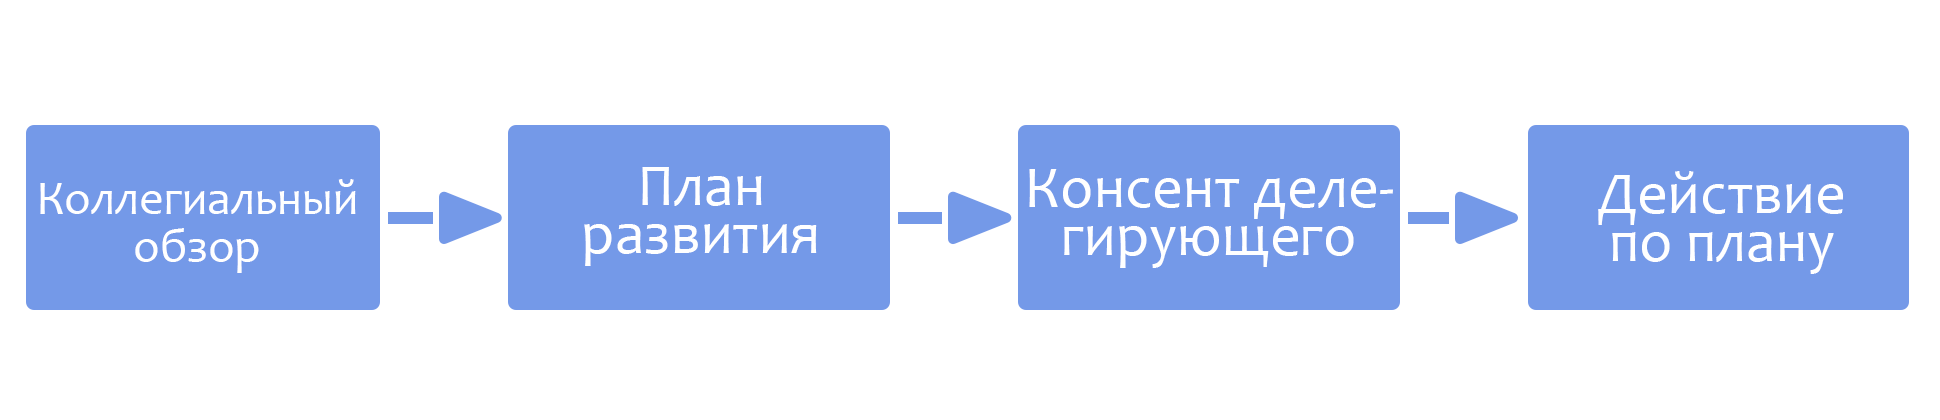 Коллегиальный
обзор
План
развития
Консент деле-
гирующего
Действие
по плану